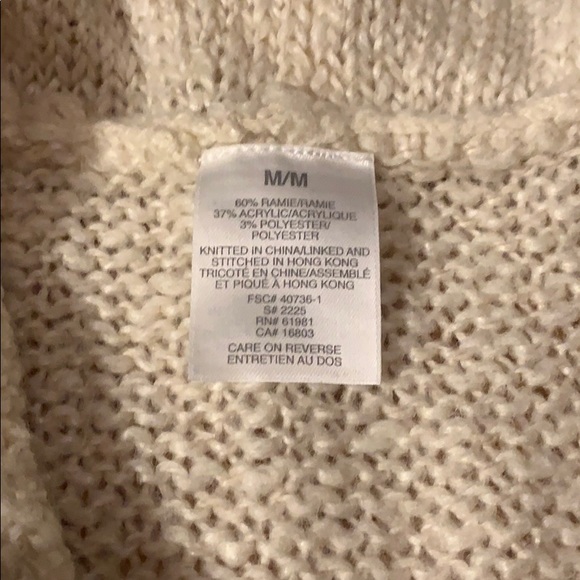 M/M
60% RAMIE/RAMIE
37% ACRYLIC/ACRYLIQUE
3% POLYESTER/
POLYESTER
KNITTED IN CHINA/LINKED AND
STITCHED IN HONG KONG
TRICOTÉ EN CHINE/ASSEMBLÉ
ET PIQUÉ À HONG KONG
FSC# 40736-1
S# 2225
RN# 61981
CA# 16803
CARE ON REVERSE
ENTRETIEN AU DOS